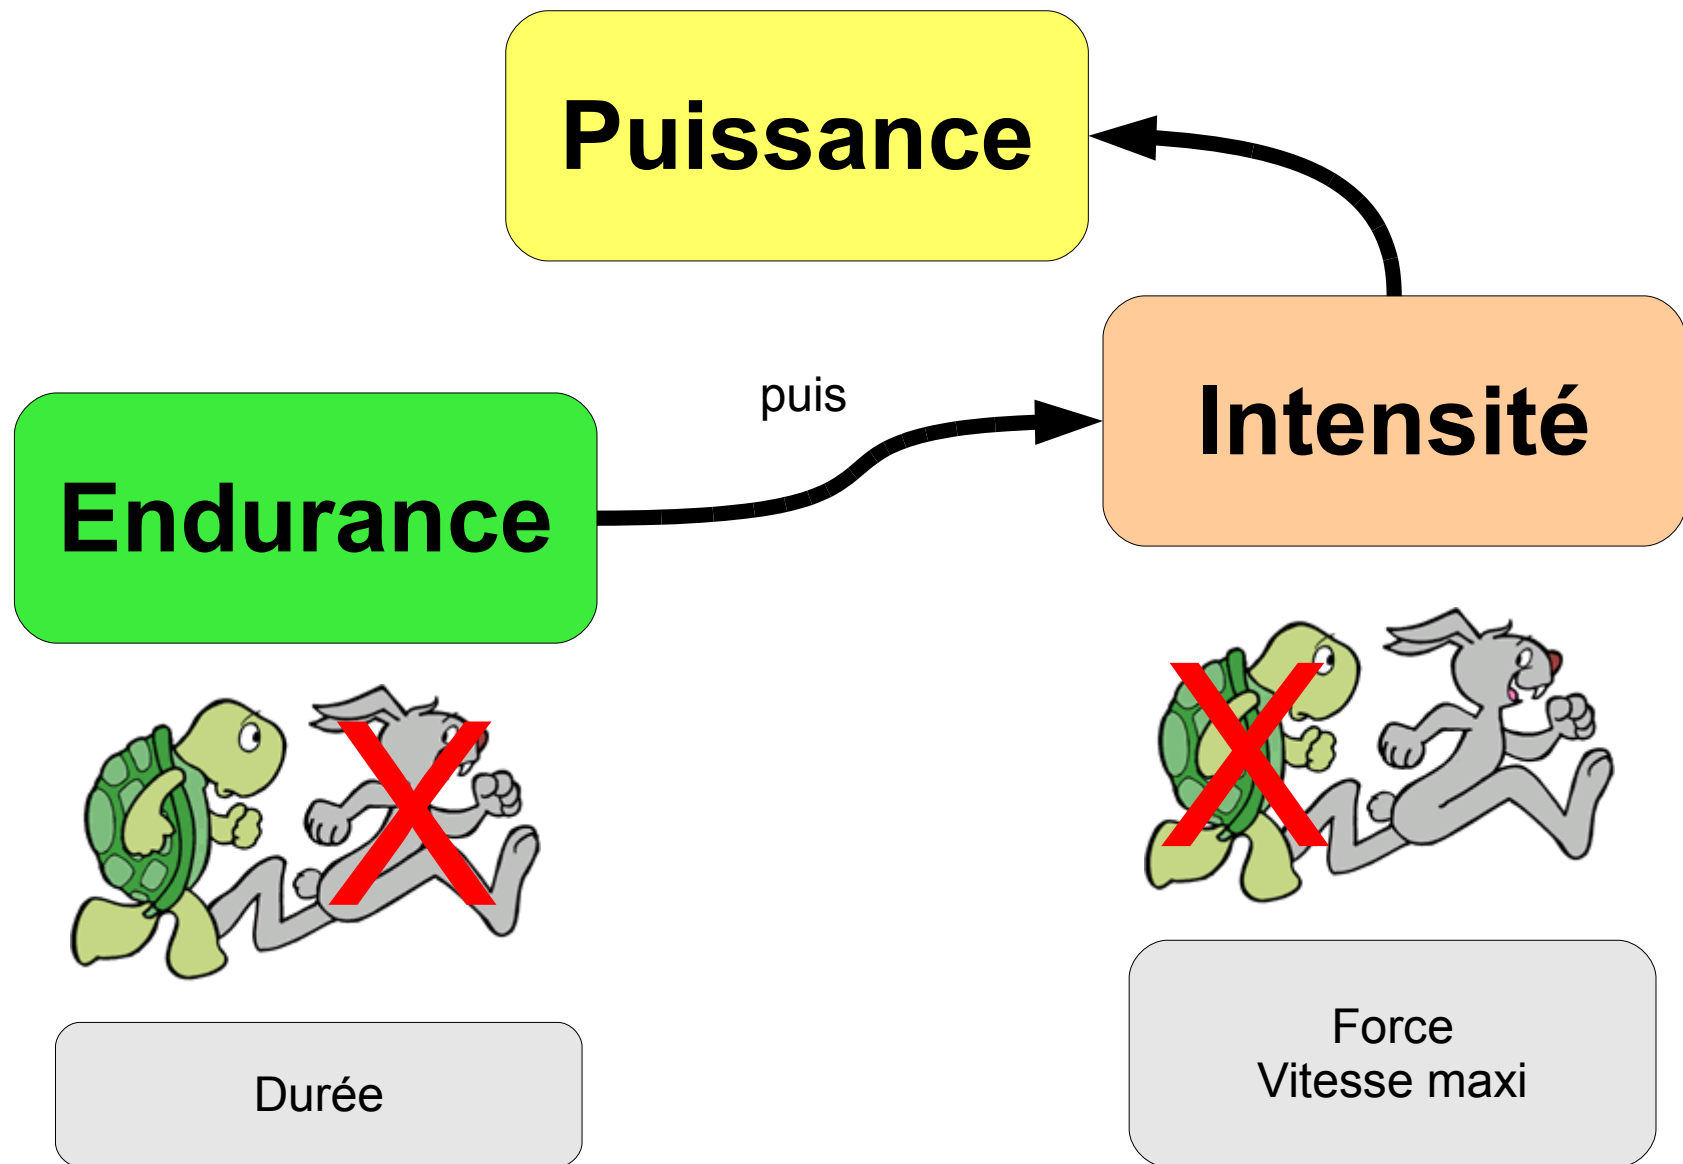 Puissance
puis
Intensité
Endurance
Force
Vitesse maxi
Durée